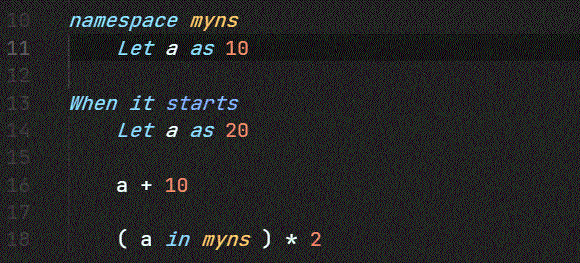 10 namespace myns
11     Let a as 10
12
13 When it starts
14     Let a as 20
15
16     a + 10
17
18     ( a in myns ) * 2